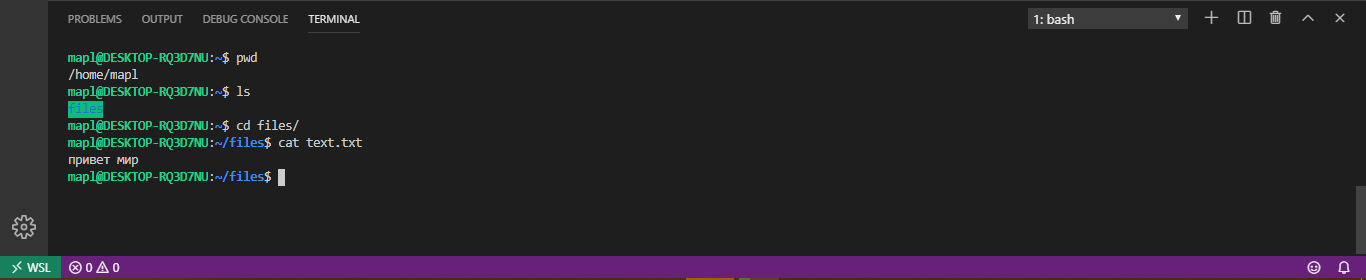 PROBLEMS OUTPUT DEBUG CONSOLE TERMINAL 1: bash
mapl@DESKTOP-RQ3D7NU:~$ pwd
/home/mapl
mapl@DESKTOP-RQ3D7NU:~$ ls
files
mapl@DESKTOP-RQ3D7NU:~$ cd files/
mapl@DESKTOP-RQ3D7NU:~/files$ cat text.txt
привет мир
mapl@DESKTOP-RQ3D7NU:~/files$
WSL 0 0